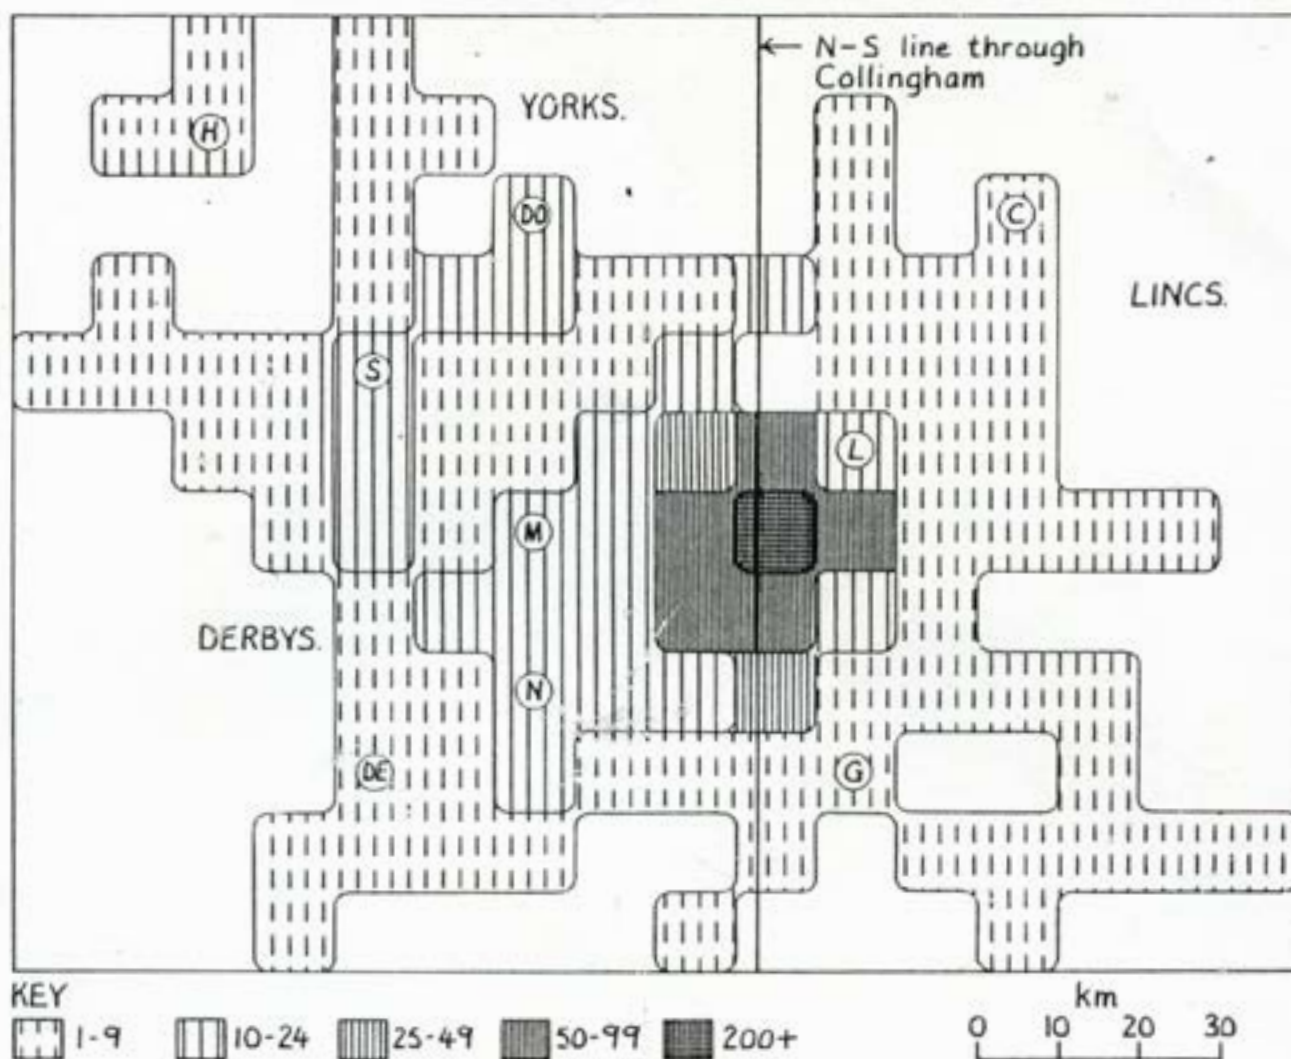 N-S line through
Collingham
YORKS.
H
DO
C
LINCS.
S
L
M
DERBYS.
N
DE
G
KEY
1-9
10-24
25-49
50-99
200+
km
0 10 20 30